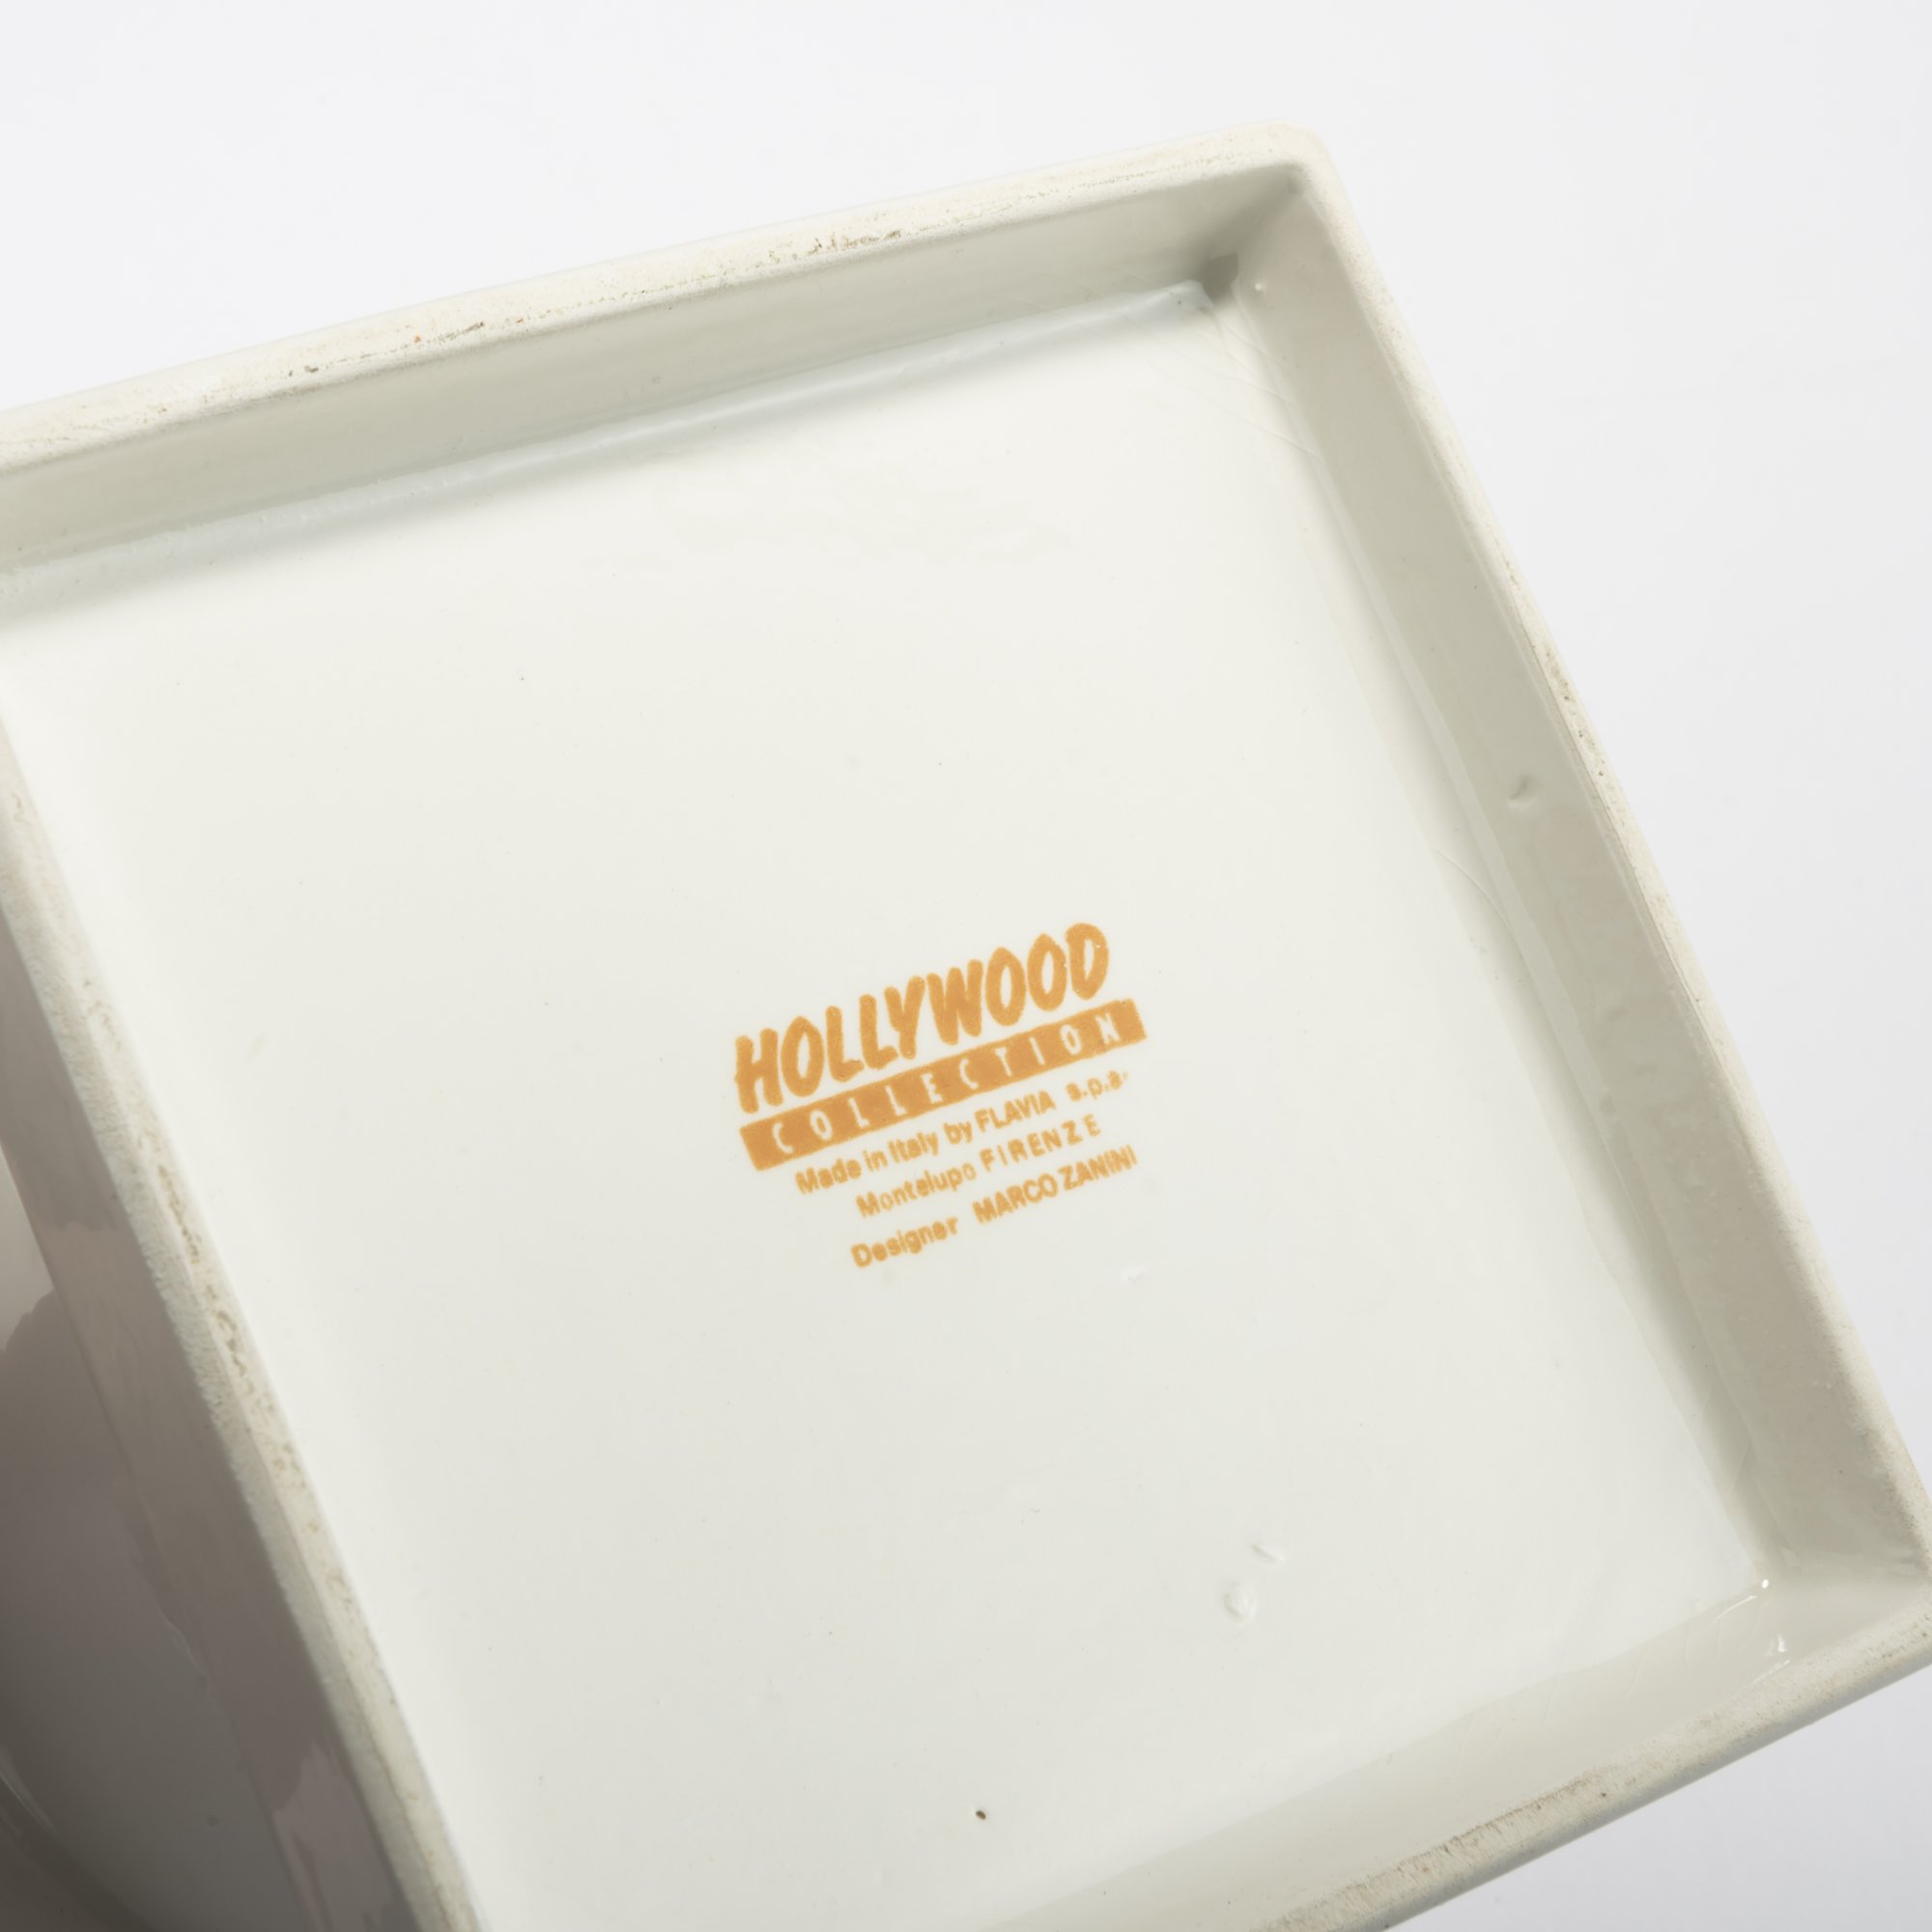 HOLLYWOOD
COLLECTION
Made in Italy by FLAVIA s.p.a.
Montelupo FIRENZE
Designer MARCO ZANINI